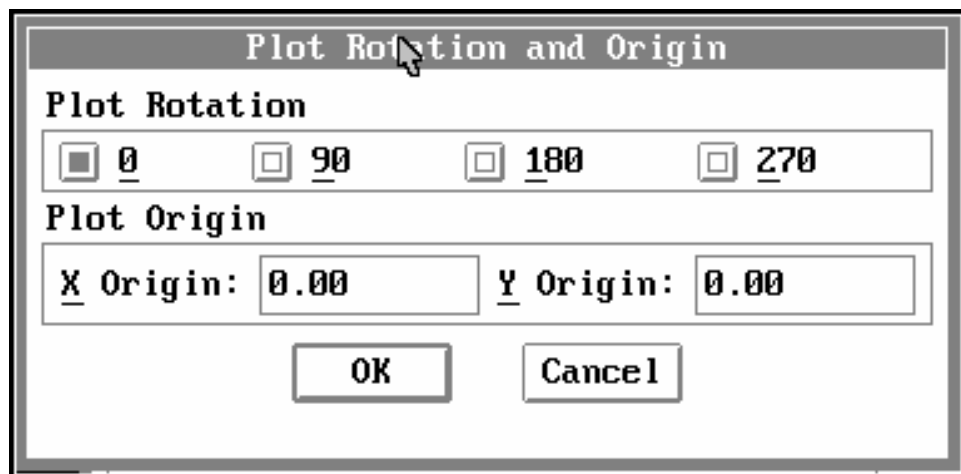 Plot Rotation and Origin
Plot Rotation
0 90 180 270
Plot Origin
X Origin: 0.00 Y Origin: 0.00
OK Cancel